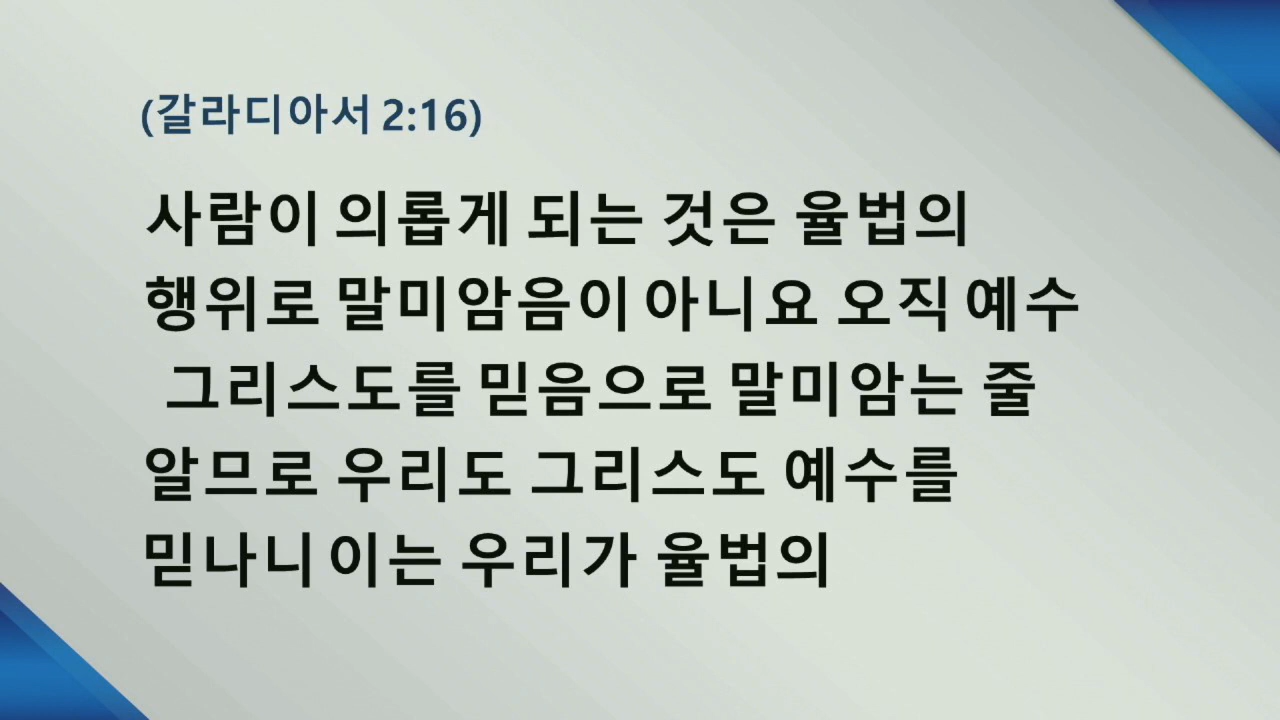 (갈라디아서 2:16)
사람이 의롭게 되는 것은 율법의
행위로 말미암음이 아니요 오직 예수
그리스도를 믿음으로 말미암는 줄
알므로 우리도 그리스도 예수를
믿나니 이는 우리가 율법의